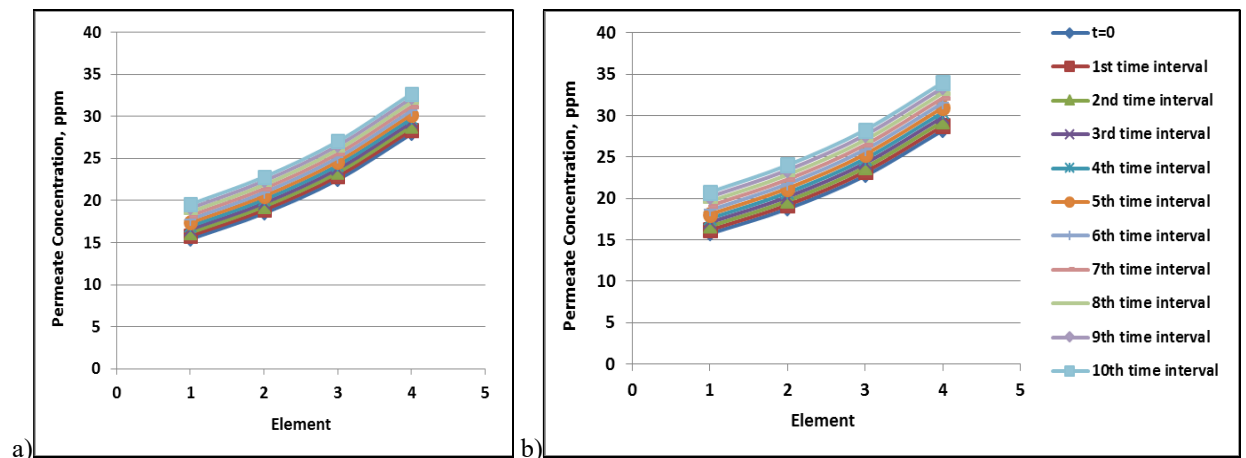 40
35
30
25
20
15
10
5
0
Permeate Concentration, ppm
0 1 2 3 4 5
Element
a)
40
35
30
25
20
15
10
5
0
Permeate Concentration, ppm
0 1 2 3 4 5
Element
b)
t=0
1st time interval
2nd time interval
3rd time interval
4th time interval
5th time interval
6th time interval
7th time interval
8th time interval
9th time interval
10th time interval